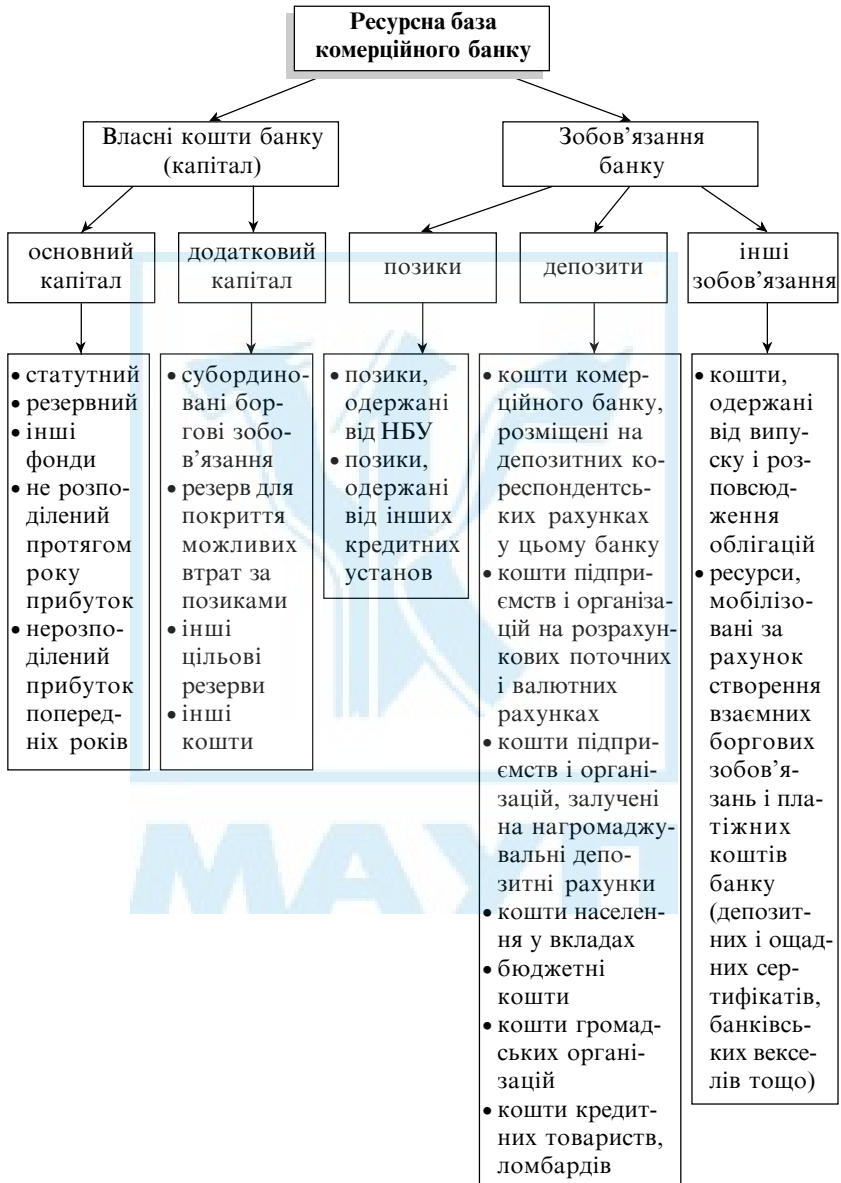 Ресурсна база
комерційного банку
Власні кошти банку
(капітал)
Зобов'язання
банку
основний
капітал
додатковий
капітал
позики
депозити
інші
зобов'язання
• статутний
• резервний
• інші
фонди
• не розпо-
ділений
протягом
року
прибуток
• нерозпо-
ділений
прибуток
поперед-
ніх років
• субордино-
вані бор-
гові зобо-
в'язання
• резерв для
покриття
можливих
втрат за
позиками
• інші
цільові
резерви
• інші
кошти
• позики,
одержані
від НБУ
• позики,
одержані
від інших
кредитних
установ
• кошти комер-
ційного банку,
розміщені на
депозитних ко-
респондентсь-
ких рахунках
у цьому банку
• кошти підпри-
ємств і організа-
цій на розрахун-
кових поточних
і валютних
рахунках
• кошти підпри-
ємств і органі-
зацій, залучені
на нагромаджу-
вальні депо-
зитні рахунки
• кошти населен-
ня у вкладах
• бюджетні
кошти
• кошти громад-
ських органі-
зацій
• кошти кредит-
них товариств,
ломбардів
• кошти,
одержані
від випу-
ску і роз-
повсюд-
ження
облігацій
• ресурси,
мобілізо-
вані за
рахунок
створення
взаємних
боргових
зобов'я-
зань і пла-
тіжних
коштів
банку
(депозит-
них і ощад-
них сер-
тифікатів,
банківсь-
ких вексе-
лів тощо)
МАУП